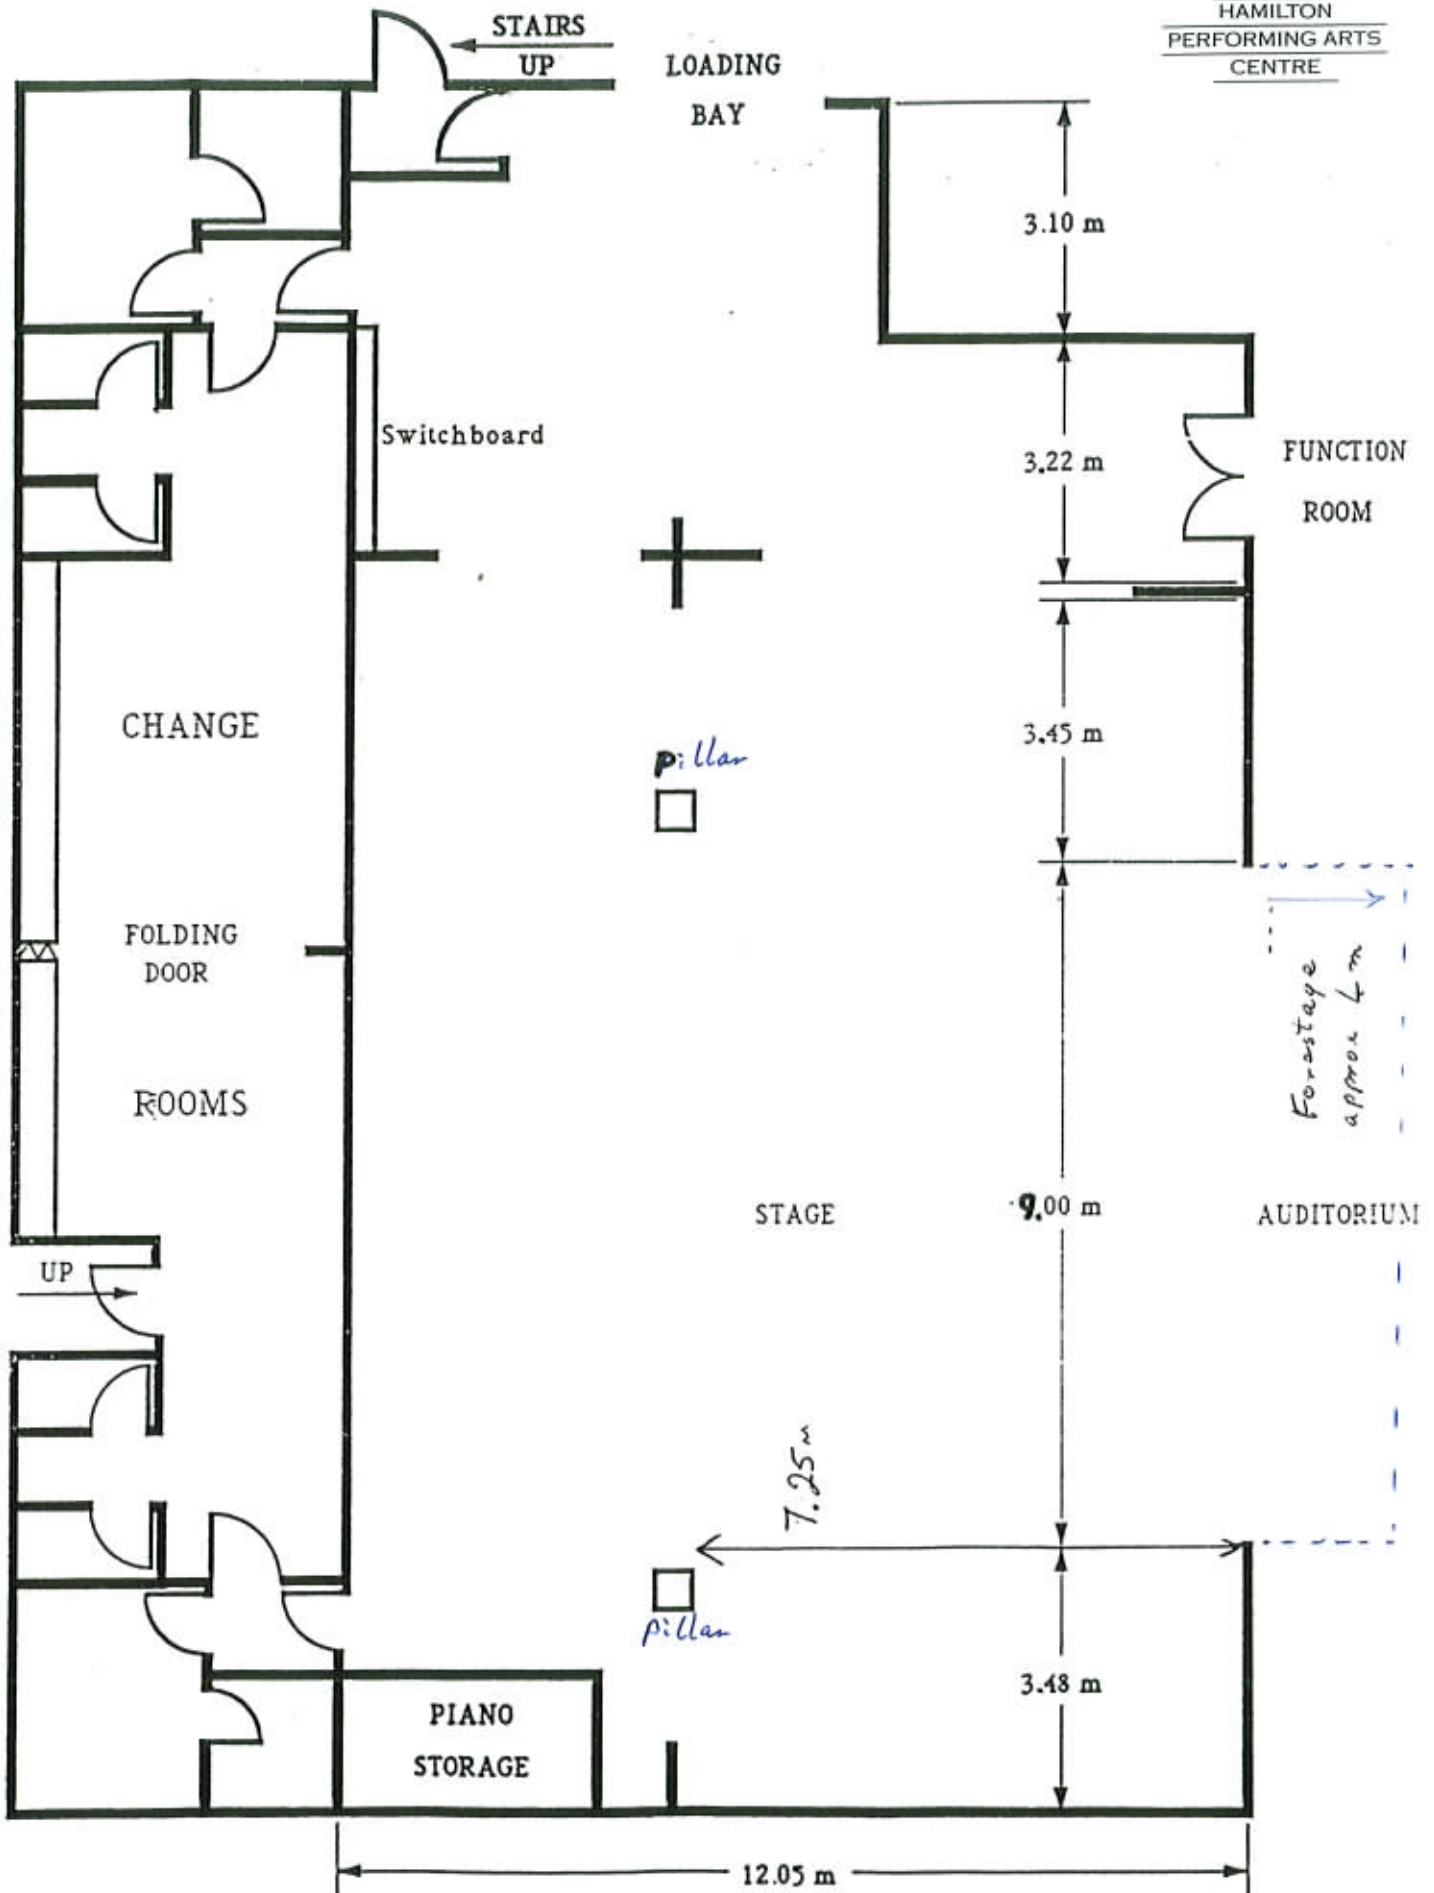 HAMILTON
PERFORMING ARTS
CENTRE
STAIRS
UP
LOADING
BAY
3.10 m
Switchboard
3.22 m
FUNCTION
ROOM
CHANGE
pillar
3.45 m
FOLDING
DOOR
Forestage
approx 4m
ROOMS
STAGE
9.00 m
AUDITORIUM
UP
7.25m
pillar
3.48 m
PIANO
STORAGE
12.05 m